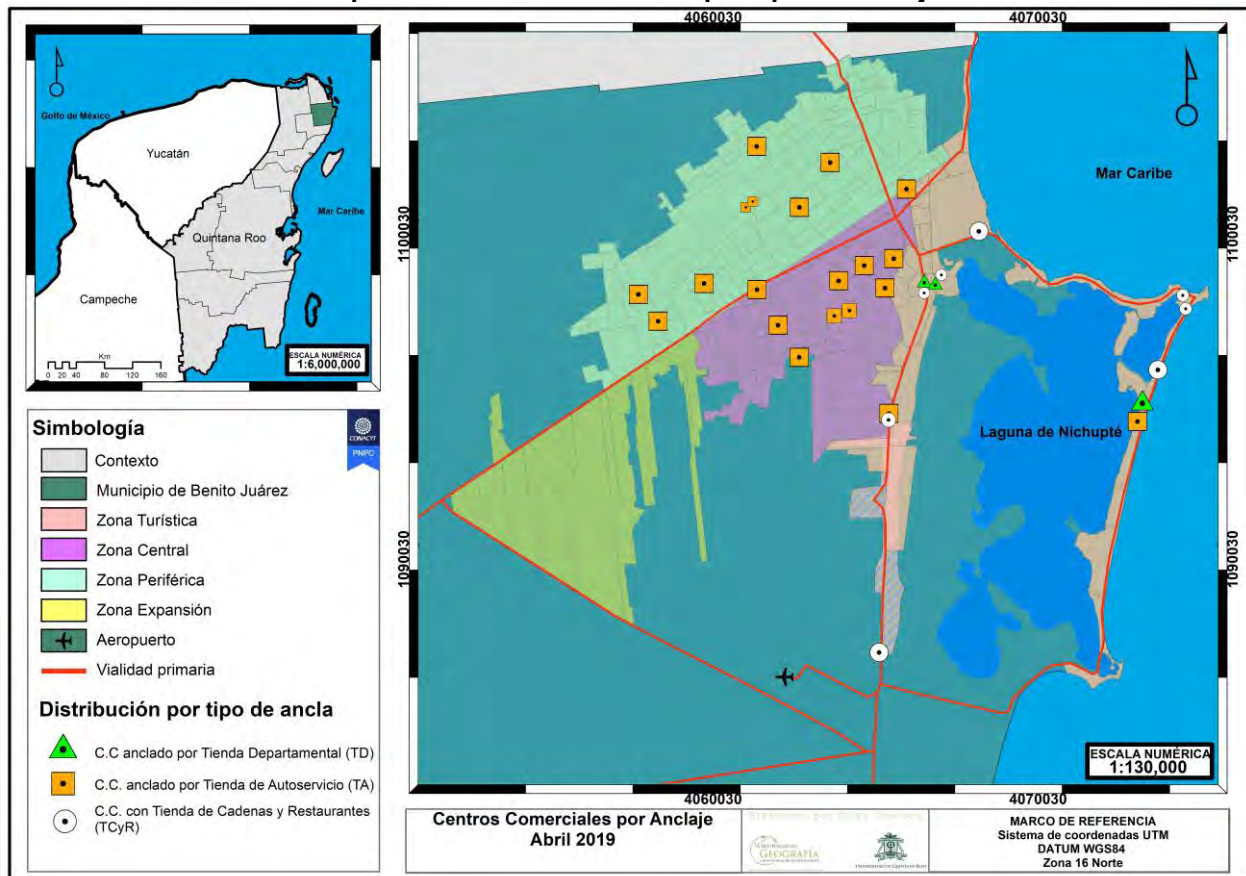 4060030
4070030
Golfo de México
Yucatán
Mar Caribe
Quintana Roo
Campeche
Km
0 20 40 80 120 160
ESCALA NUMÉRICA
1:6,000,000
Simbología
CONACYT
PNPC
Contexto
Municipio de Benito Juárez
Zona Turística
Zona Central
Zona Periférica
Zona Expansión
Aeropuerto
Vialidad primaria
Distribución por tipo de ancla
C.C anclado por Tienda Departamental (TD)
C.C. anclado por Tienda de Autoservicio (TA)
C.C. con Tienda de Cadenas y Restaurantes
(TCyR)
Mar Caribe
Laguna de Nichupté
1100030
1100030
1090030
1090030
ESCALA NUMÉRICA
1:130,000
4060030
4070030
Centros Comerciales por Anclaje
Abril 2019
GEOGRAFÍA
UNIVERSIDAD DE QUINTANA ROO
MARCO DE REFERENCIA
Sistema de coordenadas UTM
DATUM WGS84
Zona 16 Norte